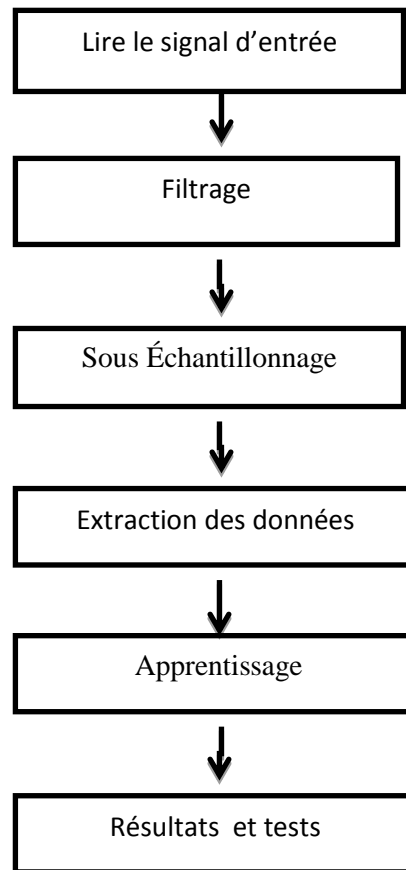 Lire le signal d’entrée
Filtrage
Sous Échantillonnage
Extraction des données
Apprentissage
Résultats et tests